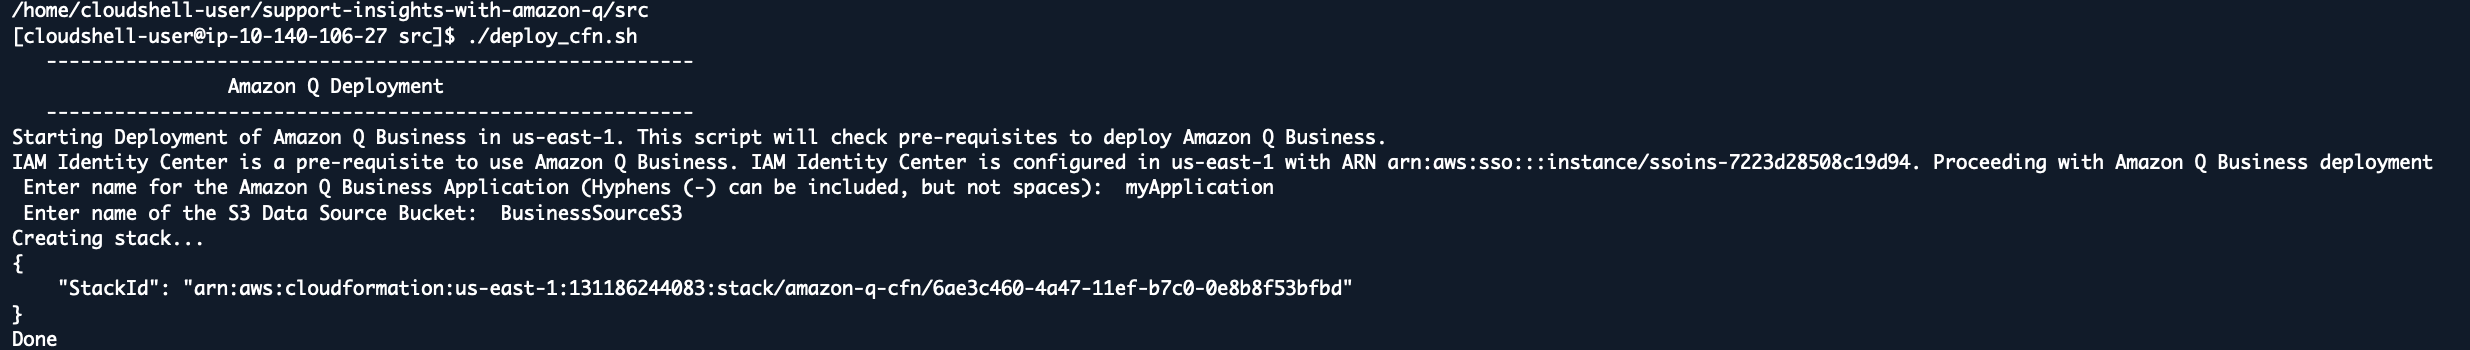 /home/cloudshell-user/support-insights-with-amazon-q/src
[cloudshell-user@ip-10-140-106-27 src]$ ./deploy_cfn.sh
---------------------------------------------------------
Amazon Q Deployment
---------------------------------------------------------
Starting Deployment of Amazon Q Business in us-east-1. This script will check pre-requisites to deploy Amazon Q Business.
IAM Identity Center is a pre-requisite to use Amazon Q Business. IAM Identity Center is configured in us-east-1 with ARN arn:aws:sso:::instance/ssoins-7223d28508c19d94. Proceeding with Amazon Q Business deployment
Enter name for the Amazon Q Business Application (Hyphens (-) can be included, but not spaces):  myApplication
Enter name of the S3 Data Source Bucket:  BusinessSourceS3
Creating stack...
{
    "StackId": "arn:aws:cloudformation:us-east-1:131186244083:stack/amazon-q-cfn/6ae3c460-4a47-11ef-b7c0-0e8b8f53bfbd"
}
Done